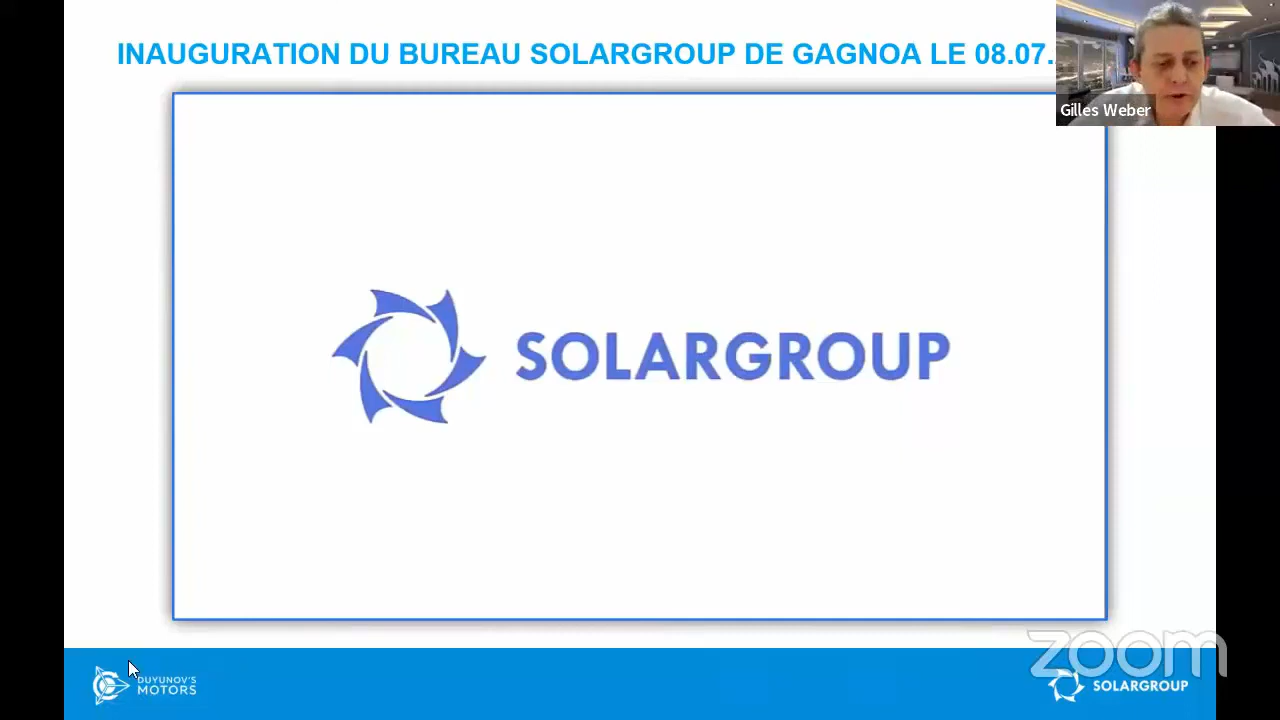 INAUGURATION DU BUREAU SOLARGROUP DE GAGNOA LE 08.07.
Gilles Weber
SOLARGROUP
zoom
DUYUNOV'S
MOTORS
SOLARGROUP